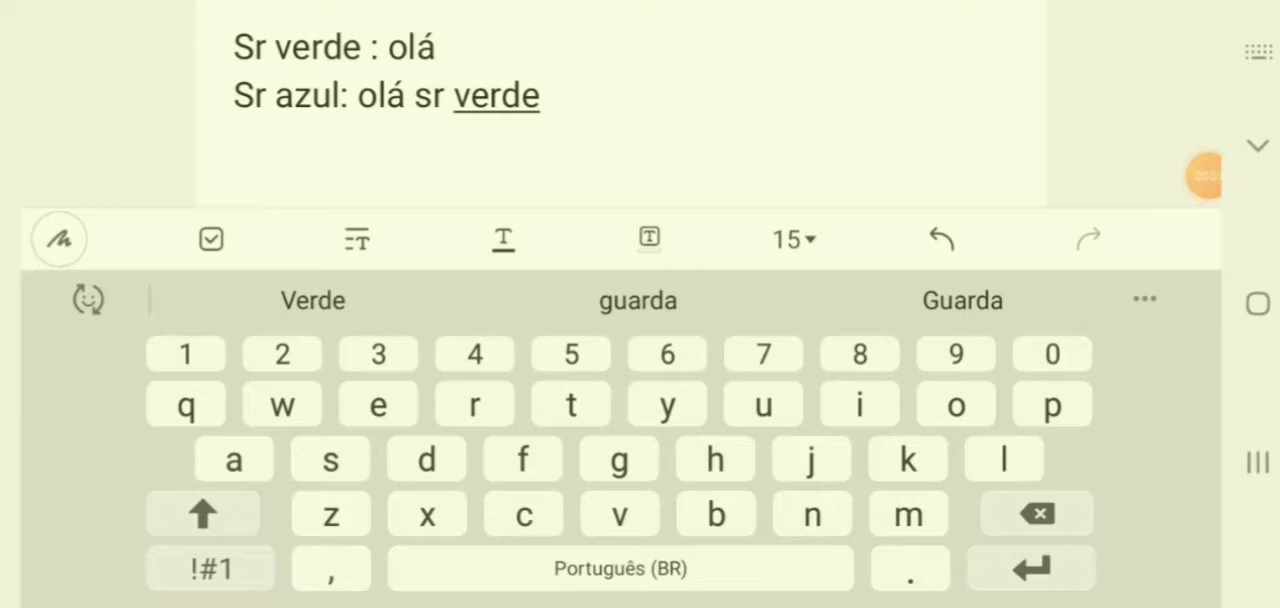 Sr verde : olá
Sr azul: olá sr verde
15
Verde guarda Guarda
1 2 3 4 5 6 7 8 9 0
q w e r t y u i o p
a s d f g h j k l
z x c v b n m
!#1 , Português (BR) .